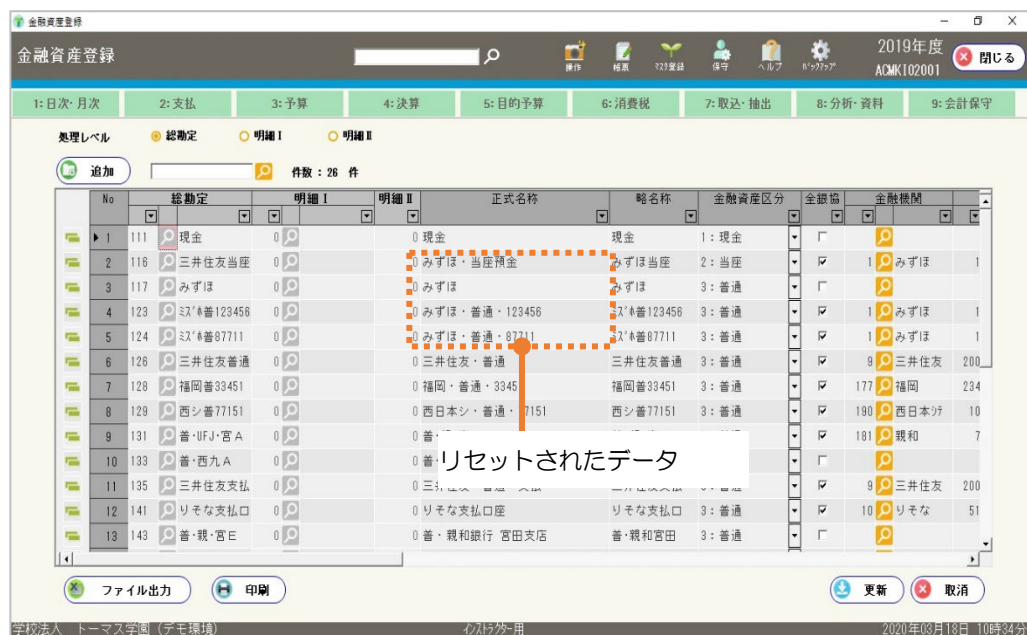 金融資産登録
金融資産登録 操作 帳票 ﾏｽﾀ登録 保守 ヘルプ ﾊﾞｯｸｱｯﾌﾟ 2019年度 ACMKI02001 閉じる
1:日次・月次 2:支払 3:予算 4:決算 5:目的予算 6:消費税 7:取込・抽出 8:分析・資料 9:会計保守
処理レベル 総勘定 明細Ⅰ 明細Ⅱ
追加 件数：26 件
No 総勘定 明細Ⅰ 明細Ⅱ 正式名称 略名称 金融資産区分 全銀協 金融機関
1 111 現金 0 0 現金 現金 1：現金
2 116 三井住友当座 0 0 みずほ・当座預金 みずほ当座 2：当座 1 みずほ 1
3 117 みずほ 0 0 みずほ みずほ 3：普通
4 123 ﾐｽﾞﾎ普123456 0 0 みずほ・普通・123456 ﾐｽﾞﾎ普123456 3：普通 1 みずほ 1
5 124 ﾐｽﾞﾎ普87711 0 0 みずほ・普通・87711 ﾐｽﾞﾎ普87711 3：普通 1 みずほ 1
6 126 三井住友普通 0 0 三井住友・普通 三井住友普通 3：普通 9 三井住友 200
7 128 福岡普33451 0 0 福岡・普通・3345 福岡普33451 3：普通 177 福岡 234
8 129 西シ普77151 0 0 西日本シ・普通・ 7151 西シ普77151 3：普通 190 西日本ｼﾃ 10
9 131 普・UFJ・宮A 0 0 普・ 181 親和 7
10 133 普・西九A 0 0 普・
リセットされたデータ
11 135 三井住友支払 0 0 9 三井住友 200
12 141 りそな支払口 0 0 りそな支払口座 りそな支払口 3：普通 10 りそな 51
13 143 普・親・宮E 0 0 普・親和銀行 宮田支店 普・親和宮田 3：普通
ファイル出力 印刷 更新 取消
学校法人 トーマス学園（デモ環境） ｲﾝｽﾄﾗｸﾀｰ用 2020年03月18日 10時34分